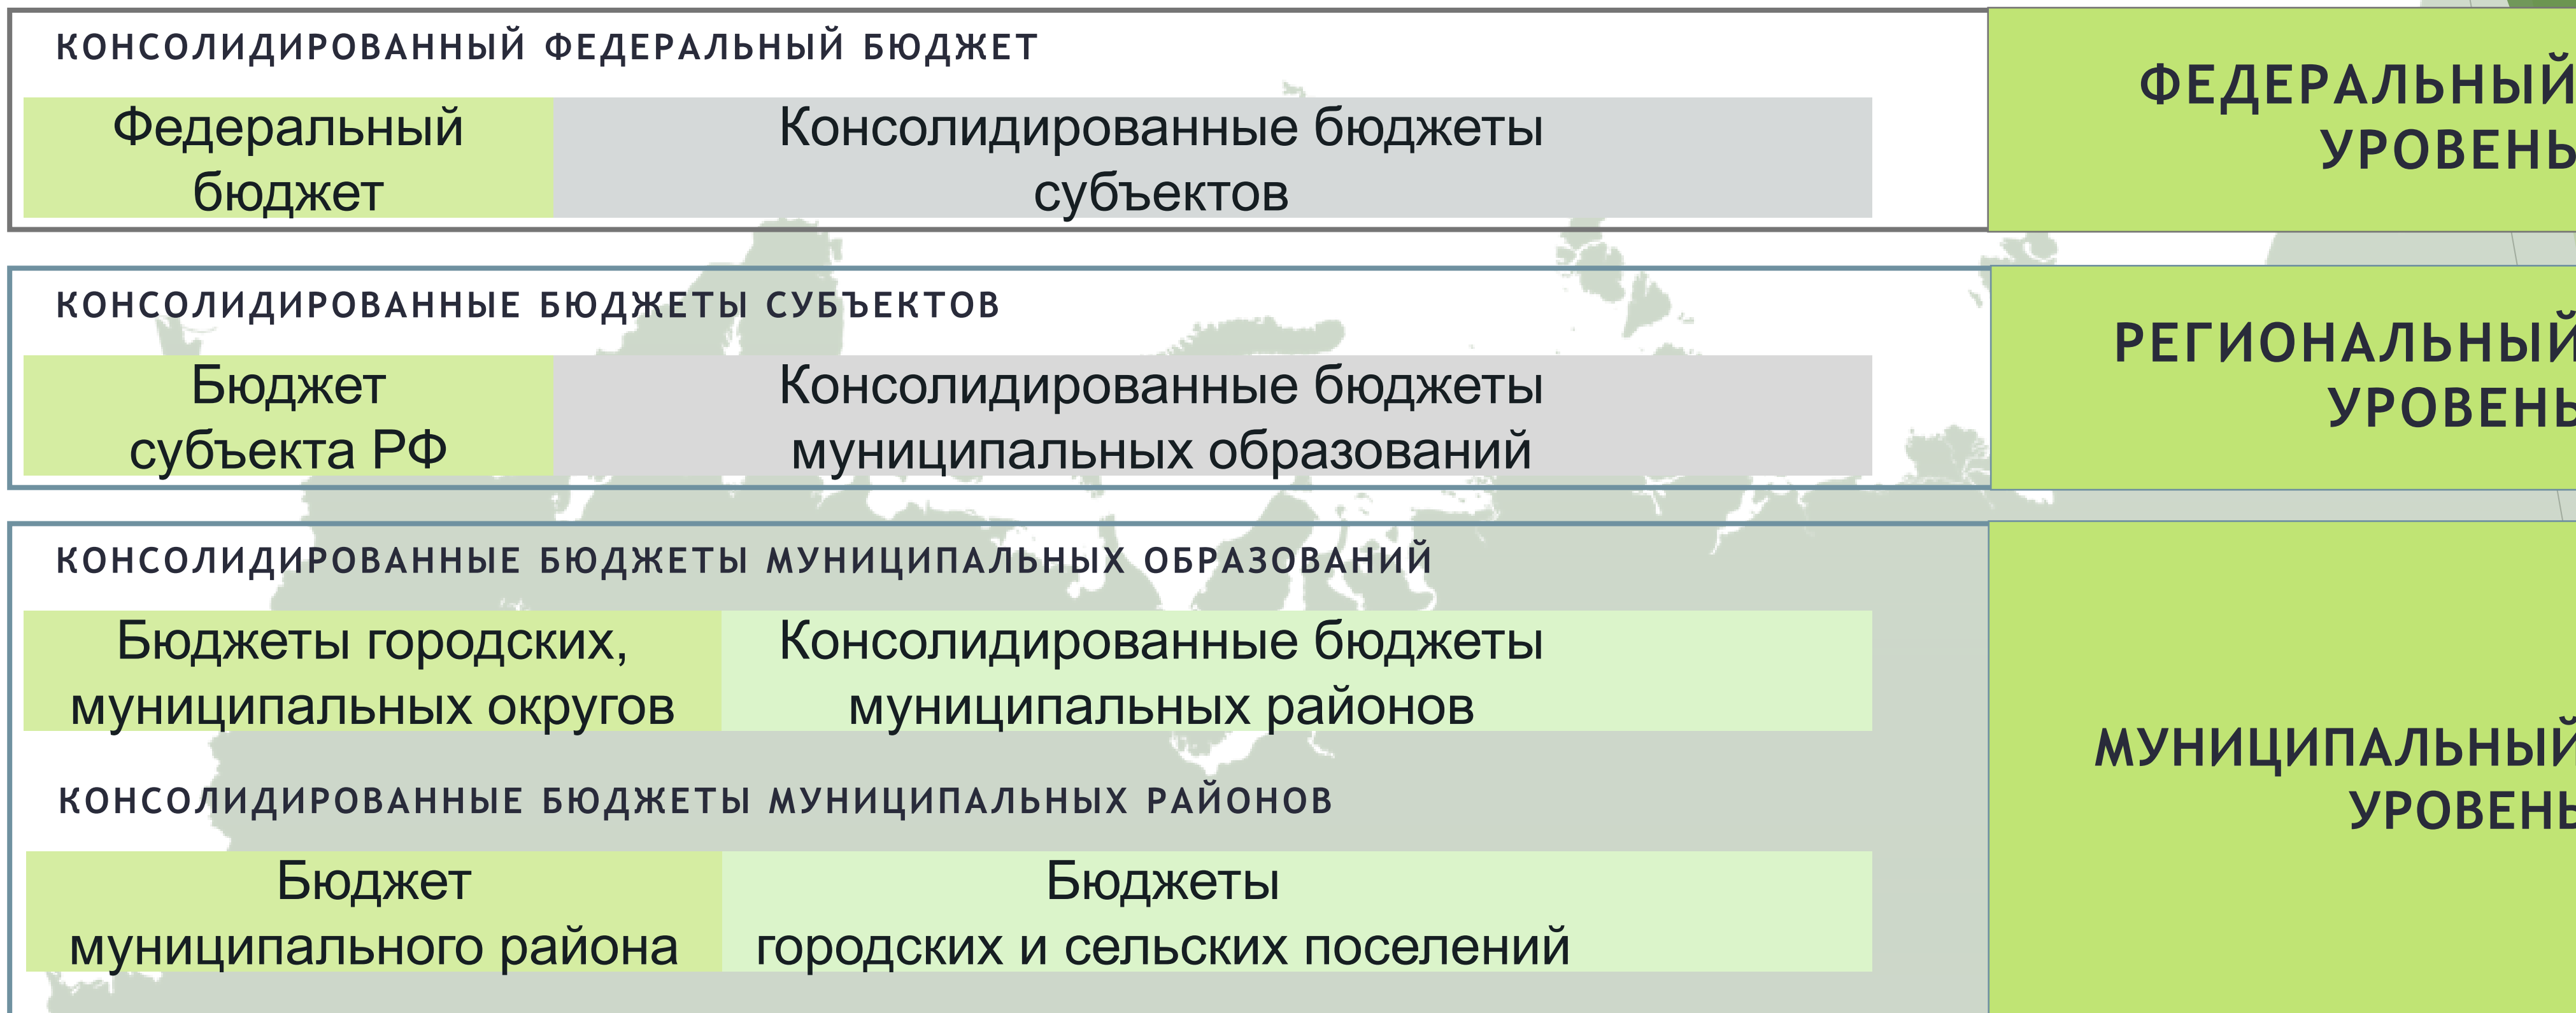 КОНСОЛИДИРОВАННЫЙ ФЕДЕРАЛЬНЫЙ БЮДЖЕТ
Федеральный
бюджет
Консолидированные бюджеты
субъектов
ФЕДЕРАЛЬНЫЙ
УРОВЕНЬ
КОНСОЛИДИРОВАННЫЕ БЮДЖЕТЫ СУБЪЕКТОВ
Бюджет
субъекта РФ
Консолидированные бюджеты
муниципальных образований
РЕГИОНАЛЬНЫЙ
УРОВЕНЬ
КОНСОЛИДИРОВАННЫЕ БЮДЖЕТЫ МУНИЦИПАЛЬНЫХ ОБРАЗОВАНИЙ
Бюджеты городских,
муниципальных округов
Консолидированные бюджеты
муниципальных районов
КОНСОЛИДИРОВАННЫЕ БЮДЖЕТЫ МУНИЦИПАЛЬНЫХ РАЙОНОВ
Бюджет
муниципального района
Бюджеты
городских и сельских поселений
МУНИЦИПАЛЬНЫЙ
УРОВЕНЬ